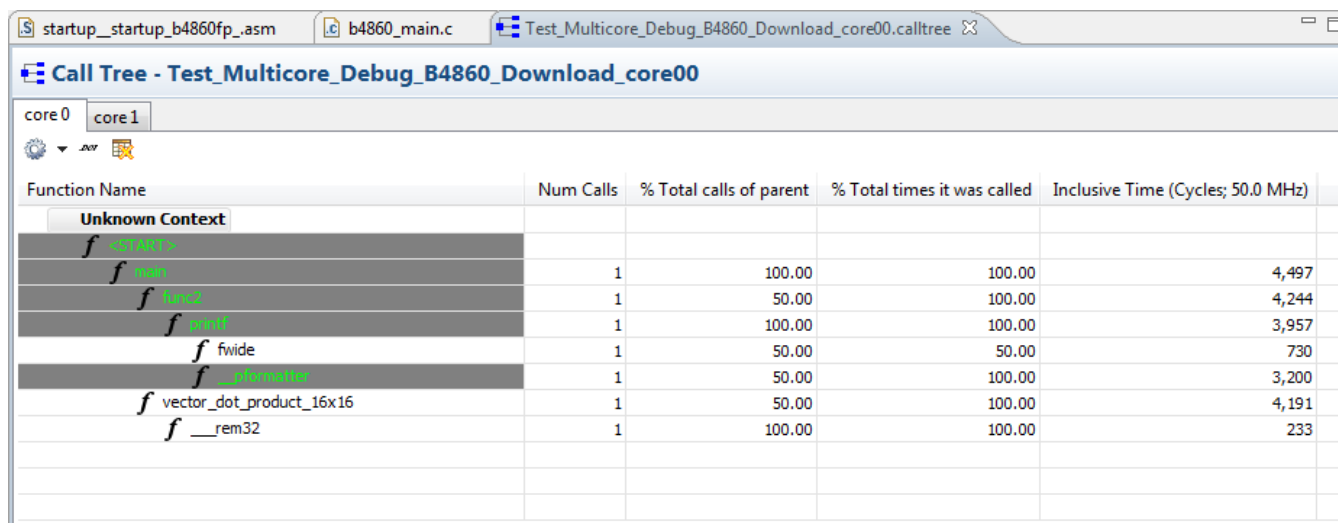 startup__startup_b4860fp_.asm b4860_main.c Test_Multicore_Debug_B4860_Download_core00.calltree
Call Tree - Test_Multicore_Debug_B4860_Download_core00
core 0 core 1
.DOT
Function Name Num Calls % Total calls of parent % Total times it was called Inclusive Time (Cycles; 50.0 MHz)
Unknown Context
f <START>
f main 1 100.00 100.00 4,497
f func2 1 50.00 100.00 4,244
f printf 1 100.00 100.00 3,957
f fwide 1 50.00 50.00 730
f __pformatter 1 50.00 100.00 3,200
f vector_dot_product_16x16 1 50.00 100.00 4,191
f ___rem32 1 100.00 100.00 233